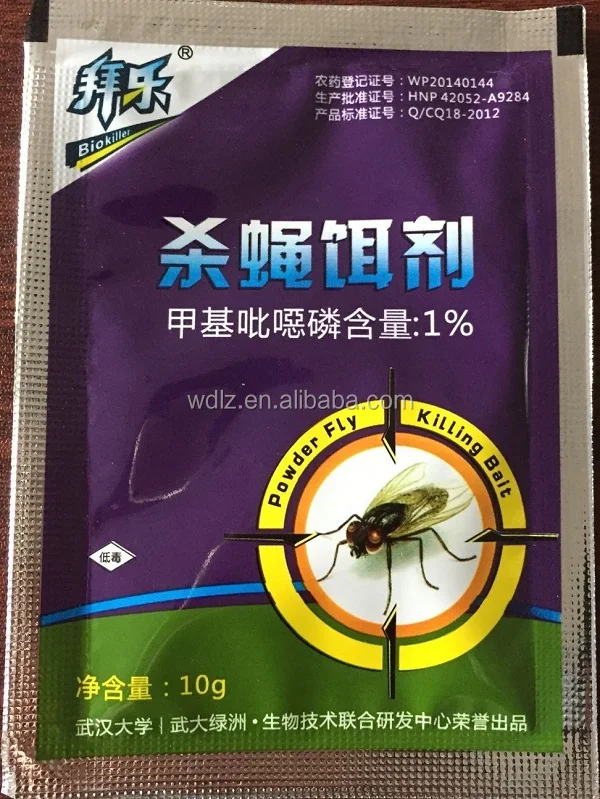 拜乐®
Biokiller
农药登记证号：WP20140144
生产批准证号：HNP 42052-A9284
产品标准证号：Q/CQ18-2012
杀蝇饵剂
甲基吡噁磷含量:1%
wdlz.en.alibaba.com
Powder Fly Killing Bait
低毒
净含量：10g
武汉大学｜武大绿洲·生物技术联合研发中心荣誉出品